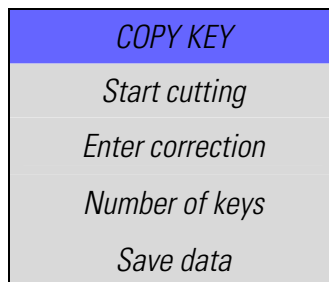 COPY KEY
Start cutting
Enter correction
Number of keys
Save data